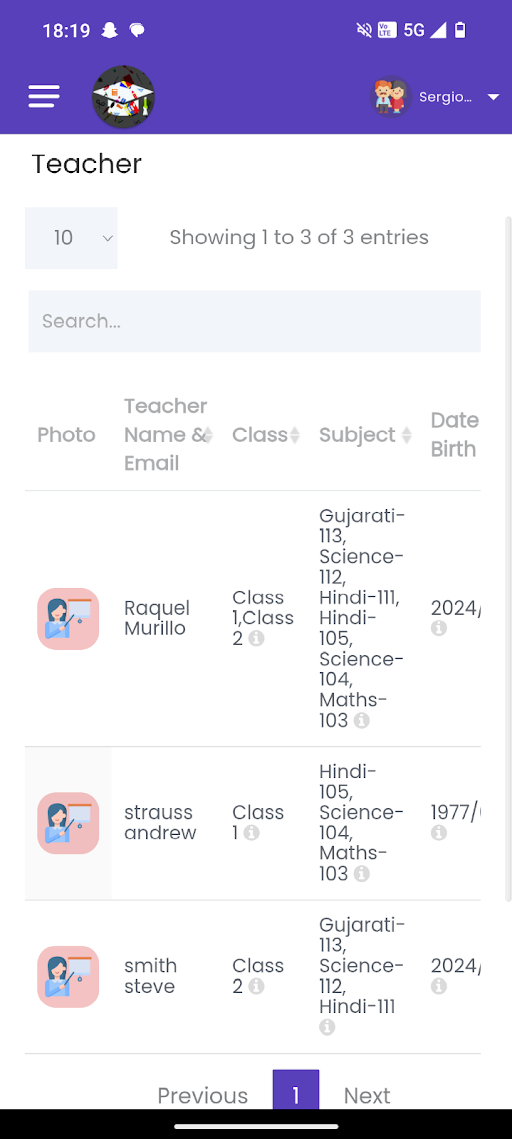 18:19
Vo LTE 5G
Sergio...
Teacher
10
Showing 1 to 3 of 3 entries
Search...
Photo
Teacher
Name &
Email
Class
Subject
Date
Birth
Raquel
Murillo
Class
1,Class
2
Gujarati-
113,
Science-
112,
Hindi-111,
Hindi-
105,
Science-
104,
Maths-
103
2024/
strauss
andrew
Class
1
Hindi-
105,
Science-
104,
Maths-
103
1977/
smith
steve
Class
2
Gujarati-
113,
Science-
112,
Hindi-111
2024/
Previous
1
Next